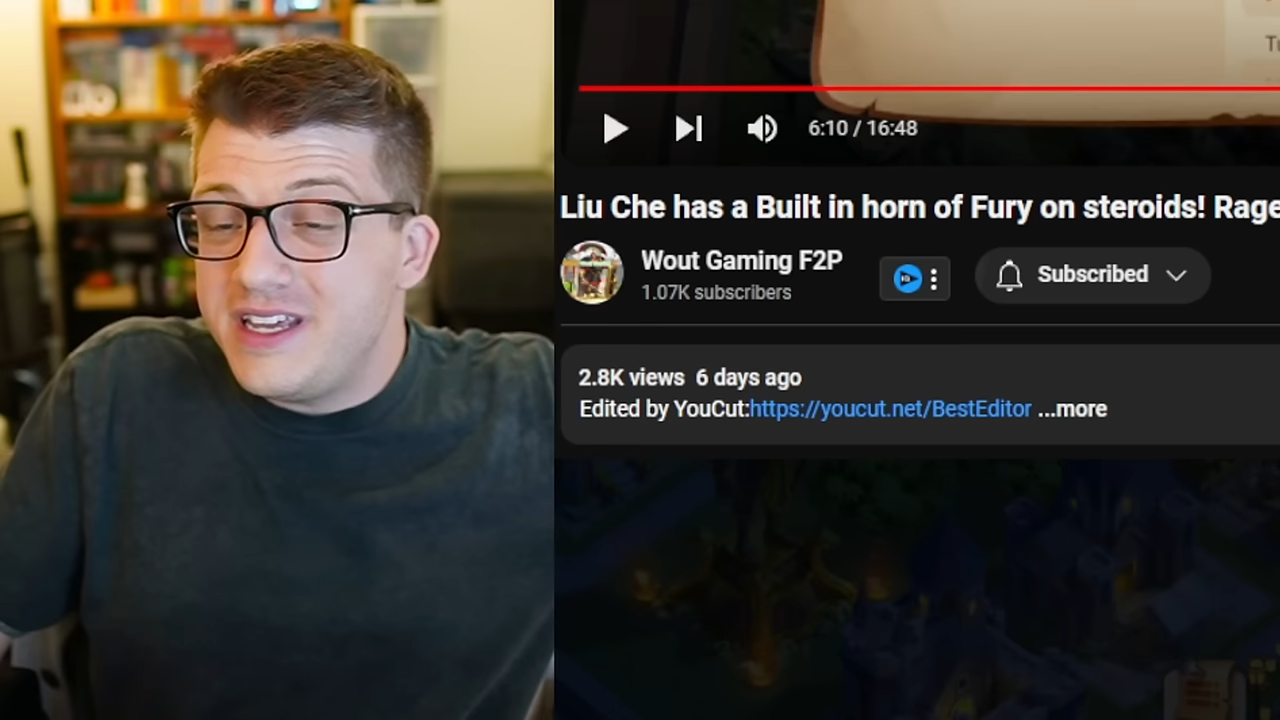 6:10 / 16:48
Liu Che has a Built in horn of Fury on steroids! Rage
Wout Gaming F2P
1.07K subscribers
Subscribed
2.8K views 6 days ago
Edited by YouCut:https://youcut.net/BestEditor ...more